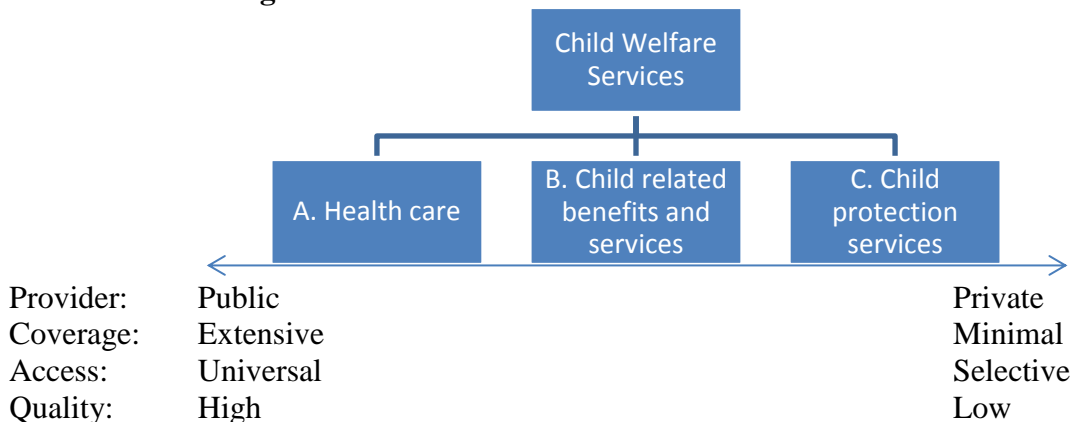 Child Welfare
Services
A. Health care
B. Child related
benefits and
services
C. Child
protection
services
Provider: Public Private
Coverage: Extensive Minimal
Access: Universal Selective
Quality: High Low